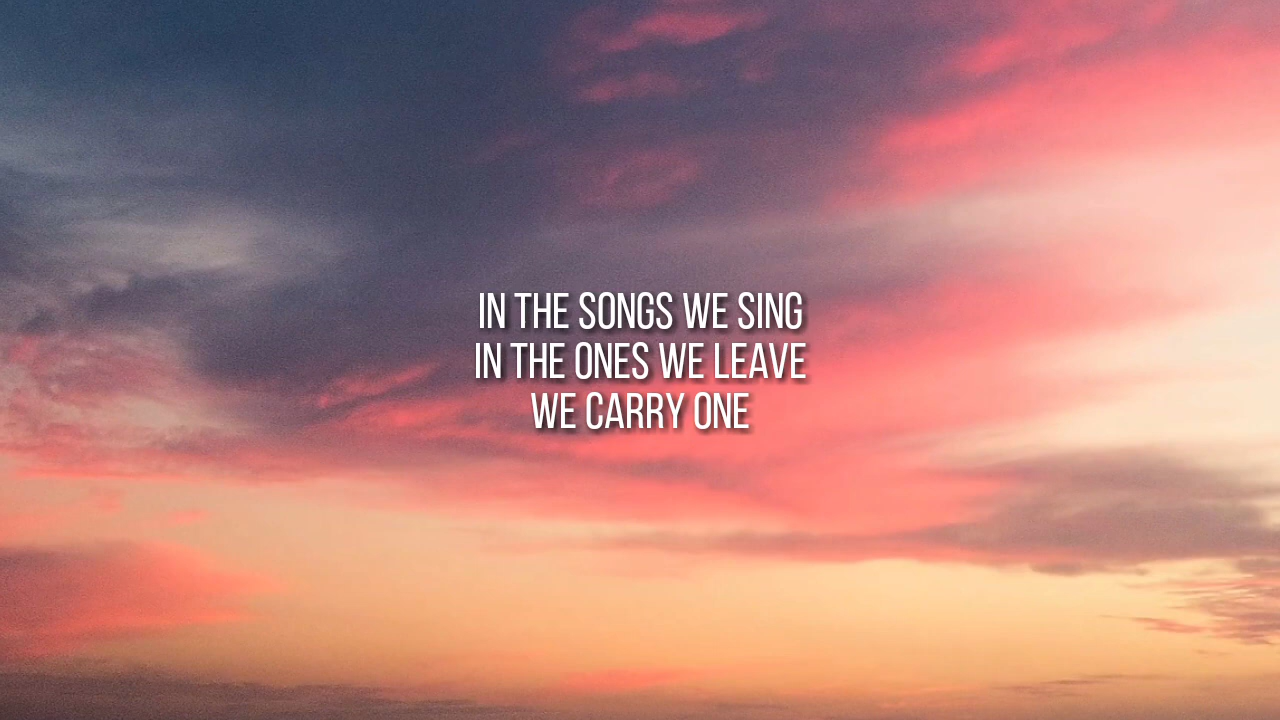 IN THE SONGS WE SING
IN THE ONES WE LEAVE
WE CARRY ONE